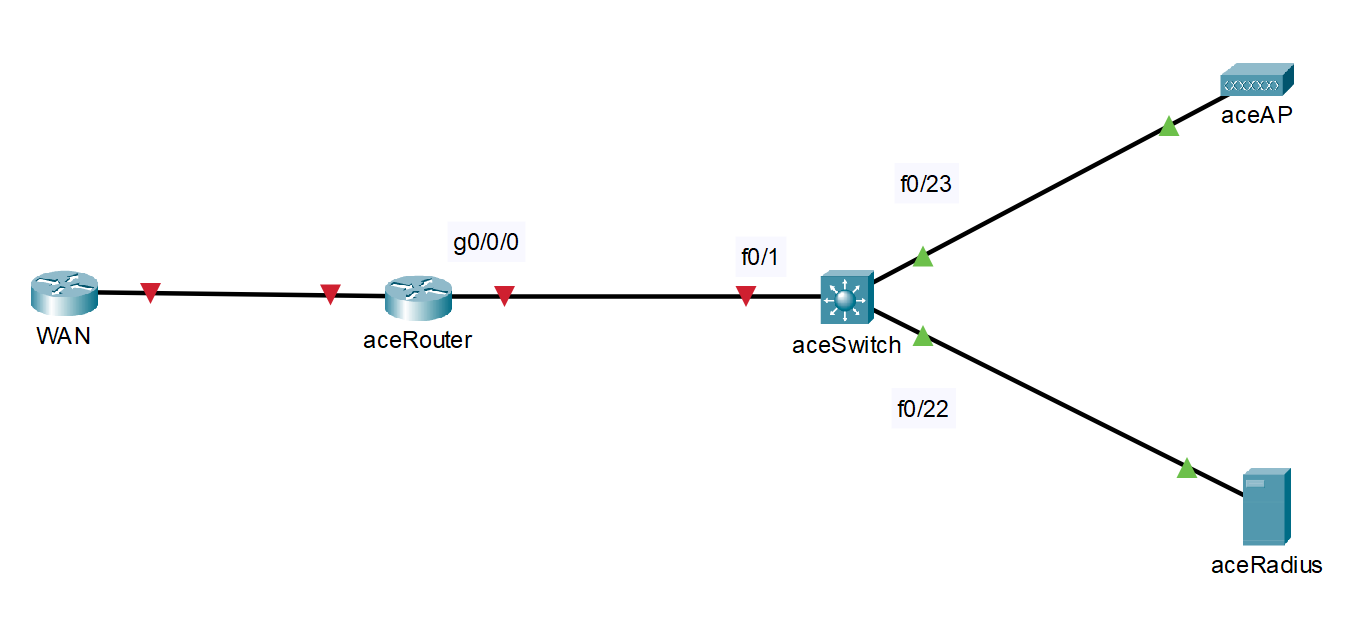 aceAP
f0/23
g0/0/0
f0/1
WAN
aceRouter
aceSwitch
f0/22
aceRadius